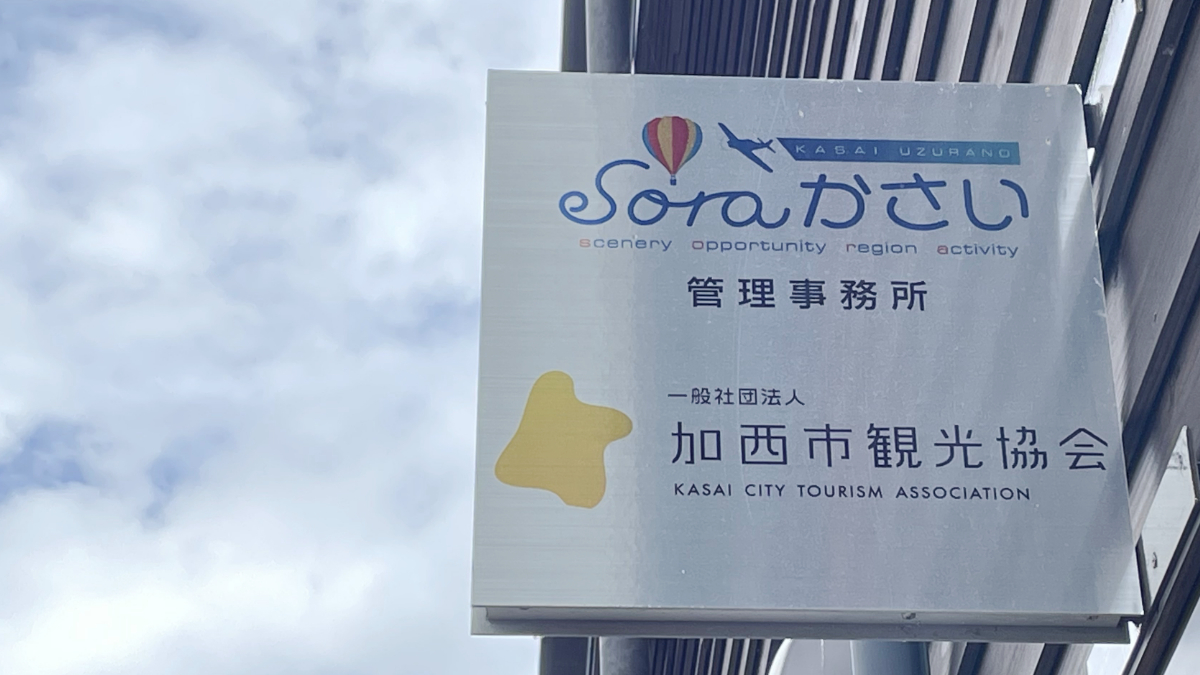 KASAI UZURANO
Soraかさい
scenery opportunity region activity
管理事務所
一般社団法人
加西市観光協会
KASAI CITY TOURISM ASSOCIATION